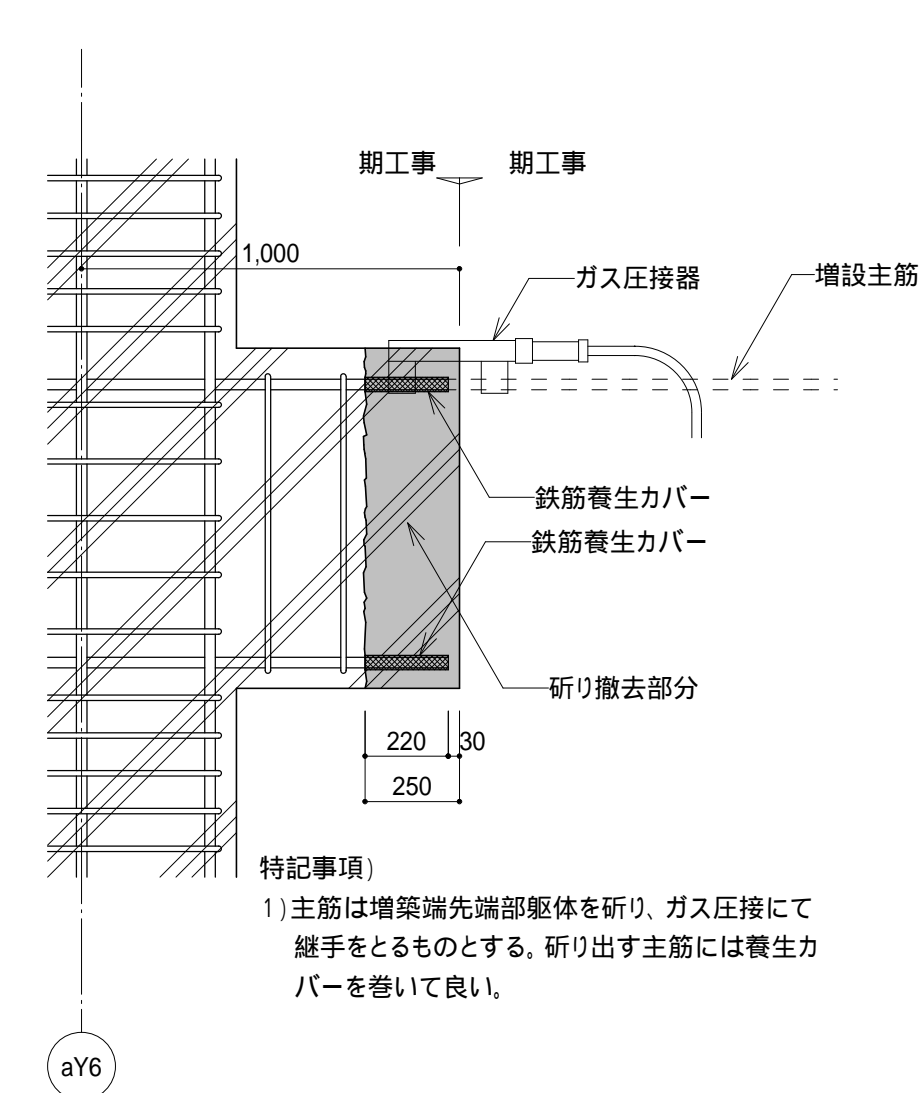 期工事 期工事
1,000
ガス圧接器
増設主筋
鉄筋養生カバー
鉄筋養生カバー
斫り撤去部分
220 30
250
特記事項)
1)主筋は増築端先端部躯体を斫り、ガス圧接にて
継手をとるものとする。斫り出す主筋には養生カ
バーを巻いて良い。
aY6